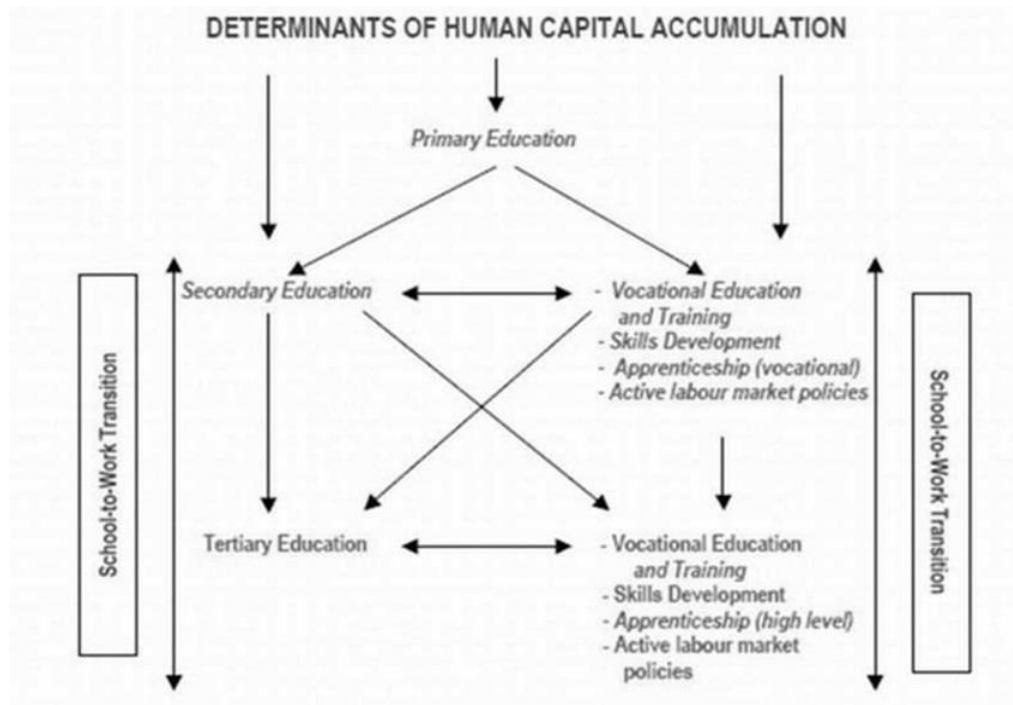 DETERMINANTS OF HUMAN CAPITAL ACCUMULATION
Primary Education
Secondary Education
- Vocational Education
and Training
- Skills Development
- Apprenticeship (vocational)
- Active labour market policies
School-to-Work Transition
School-to-Work Transition
Tertiary Education
- Vocational Education
and Training
- Skills Development
- Apprenticeship (high level)
- Active labour market
policies